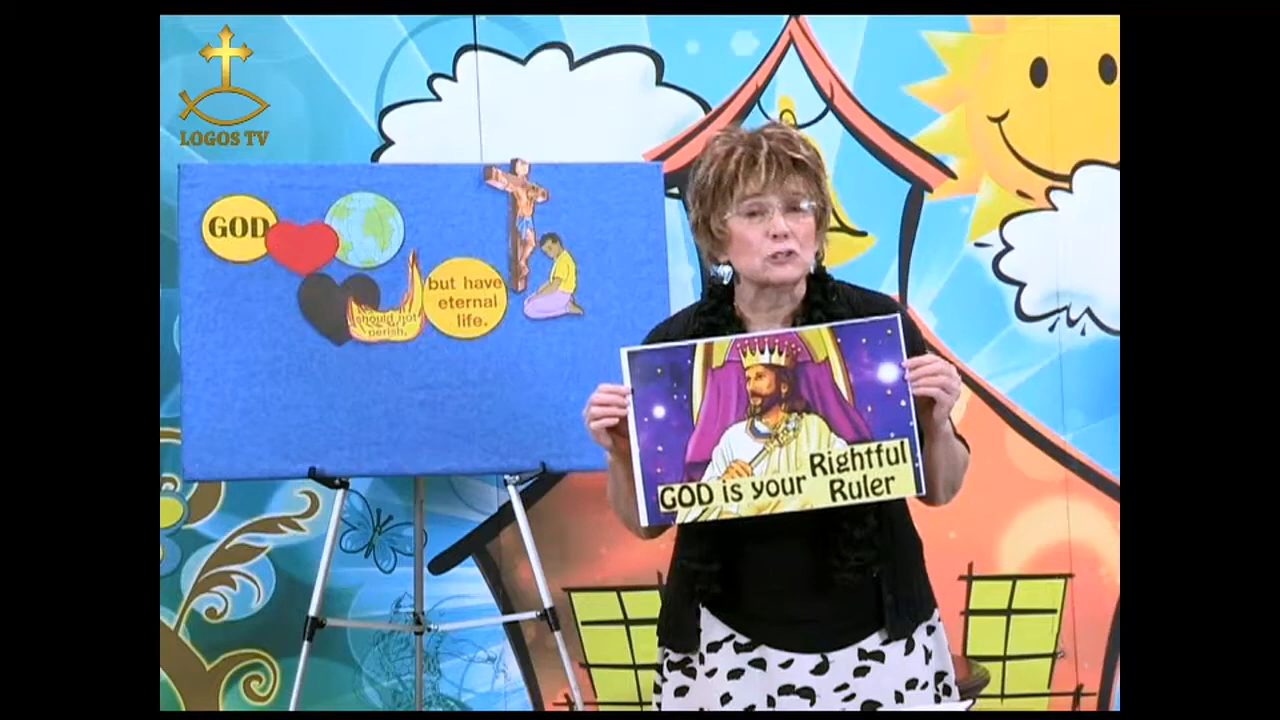 LOGOS TV
GOD
should not
perish,
but have
eternal
life.
GOD is your Rightful
Ruler